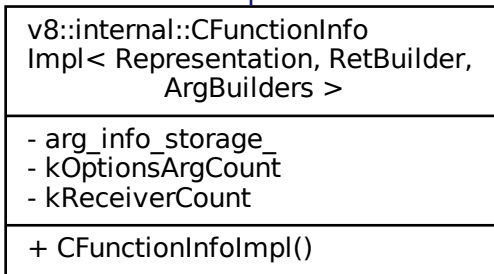 v8::internal::CFunctionInfo
Impl< Representation, RetBuilder,
ArgBuilders >
- arg_info_storage_
- kOptionsArgCount
- kReceiverCount
+ CFunctionInfoImpl()